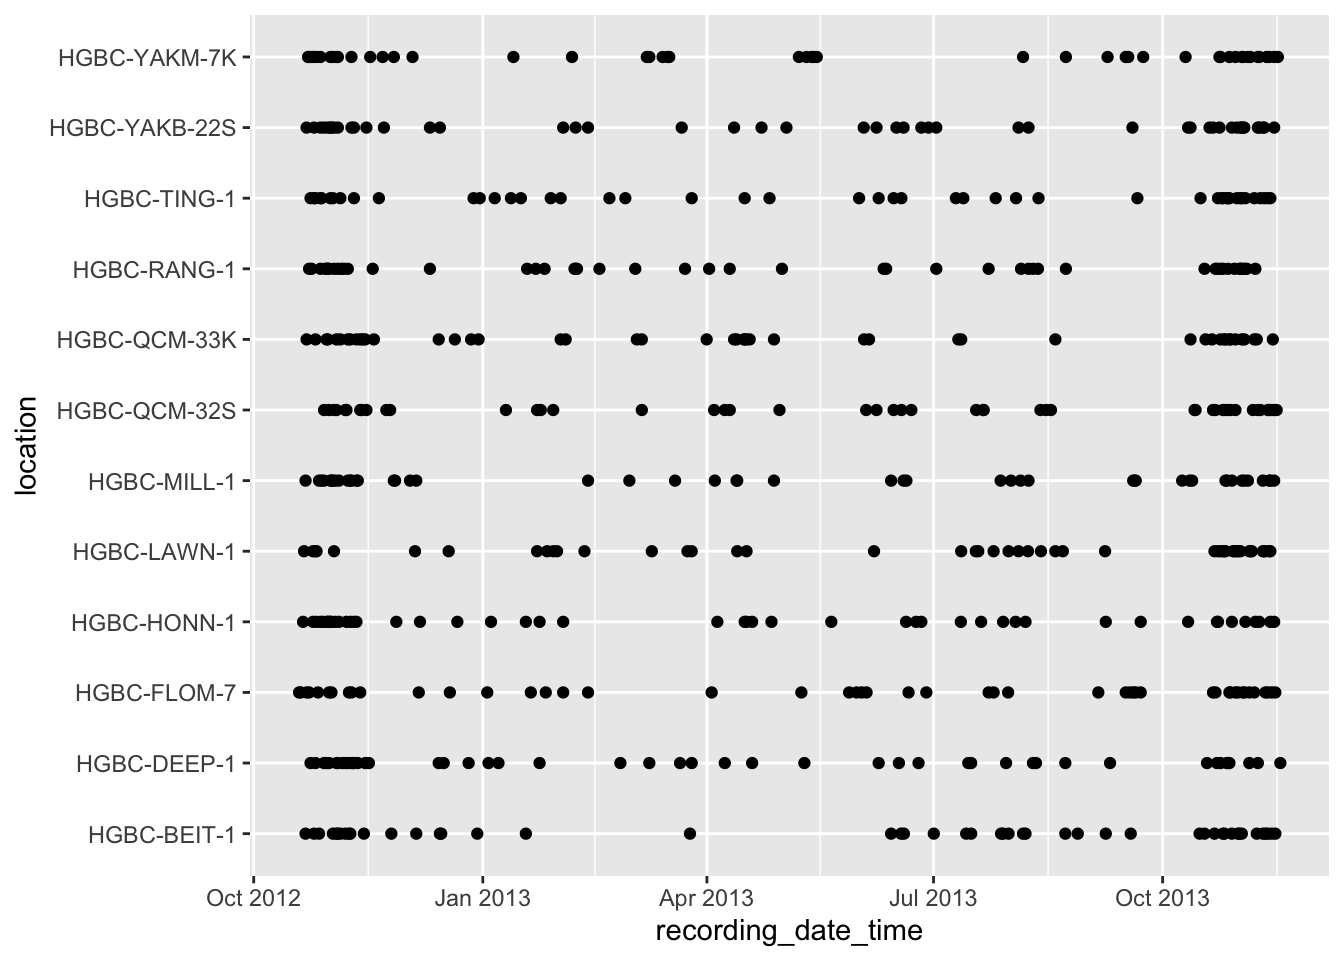 HGBC-YAKM-7K
HGBC-YAKB-22S
HGBC-TING-1
HGBC-RANG-1
HGBC-QCM-33K
HGBC-QCM-32S
HGBC-MILL-1
HGBC-LAWN-1
HGBC-HONN-1
HGBC-FLOM-7
HGBC-DEEP-1
HGBC-BEIT-1
location
Oct 2012 Jan 2013 Apr 2013 Jul 2013 Oct 2013
recording_date_time